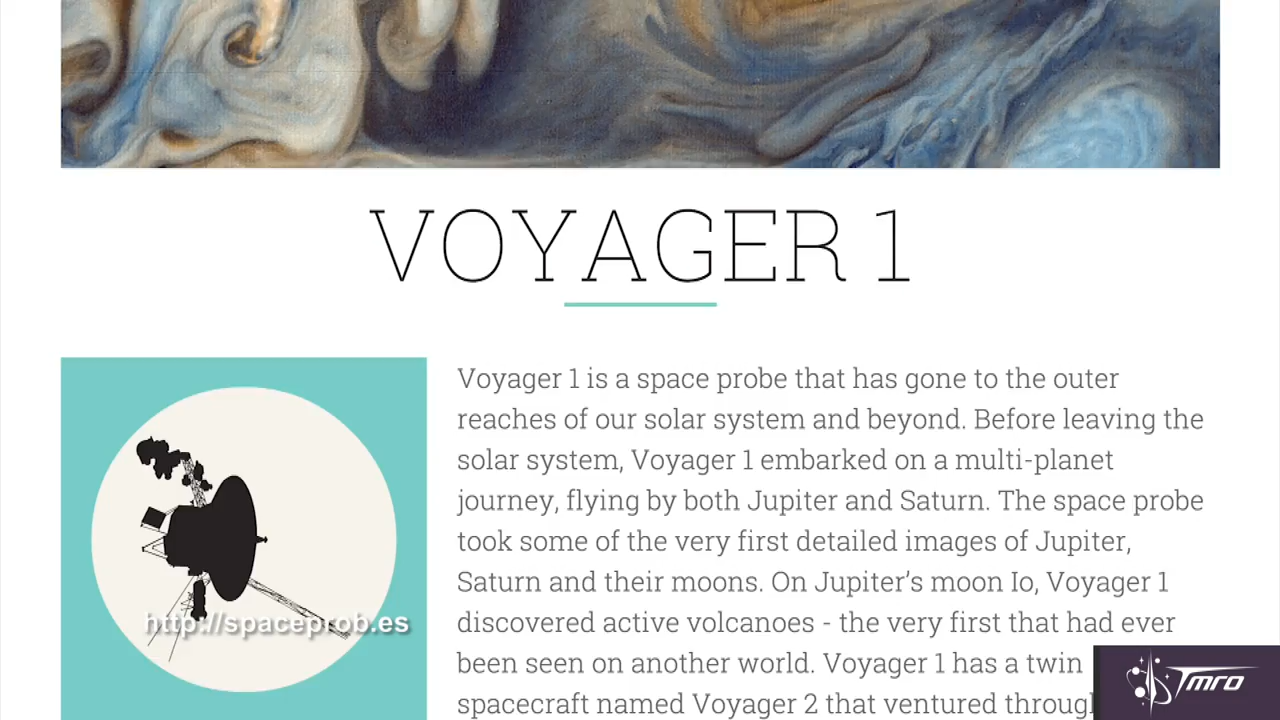 VOYAGER 1
Voyager 1 is a space probe that has gone to the outer
reaches of our solar system and beyond. Before leaving the
solar system, Voyager 1 embarked on a multi-planet
journey, flying by both Jupiter and Saturn. The space probe
took some of the very first detailed images of Jupiter,
Saturn and their moons. On Jupiter’s moon Io, Voyager 1
discovered active volcanoes - the very first that had ever
been seen on another world. Voyager 1 has a twin
spacecraft named Voyager 2 that ventured through
http://spaceprob.es
TMRO